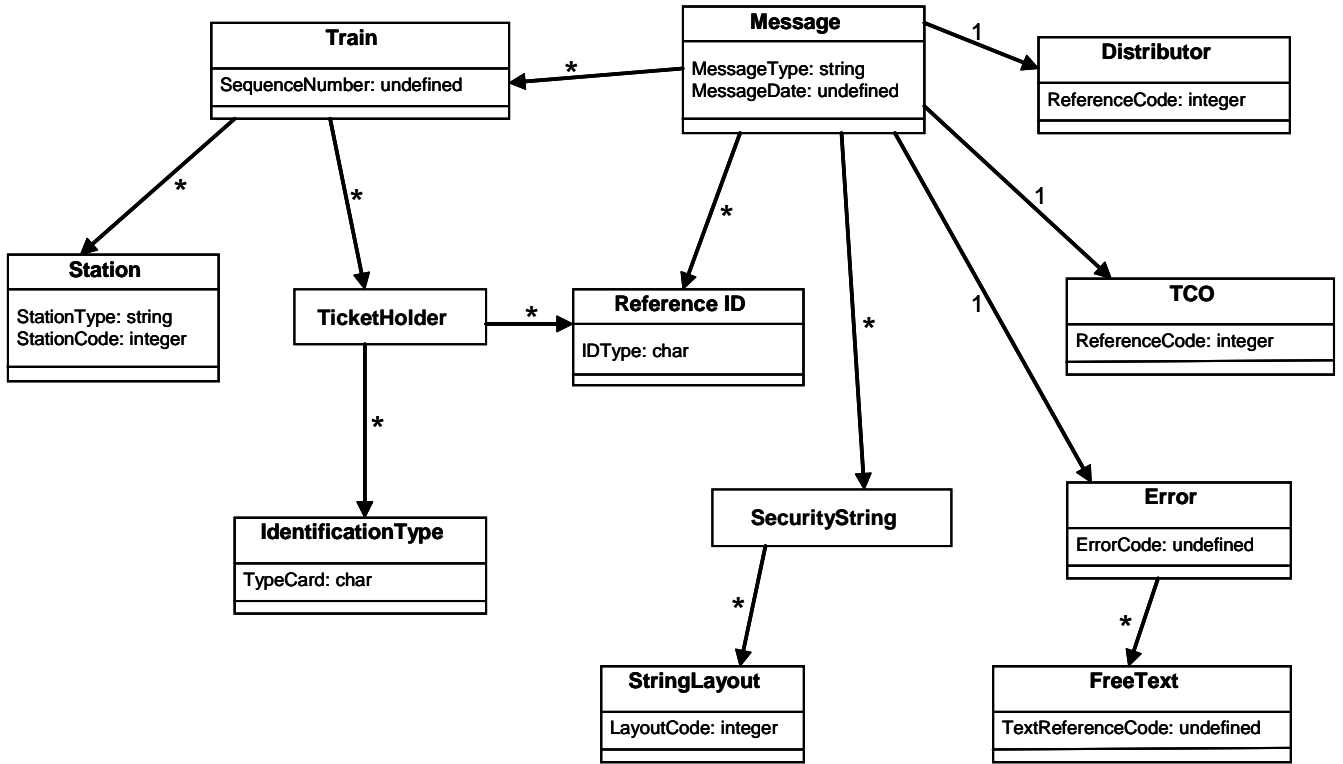 Train
SequenceNumber: undefined
Message
MessageType: string
MessageDate: undefined
Distributor
ReferenceCode: integer
*
1
*
*
*
1
1
Station
StationType: string
StationCode: integer
TicketHolder
*
Reference ID
IDType: char
*
TCO
ReferenceCode: integer
*
IdentificationType
TypeCard: char
SecurityString
Error
ErrorCode: undefined
*
*
StringLayout
LayoutCode: integer
FreeText
TextReferenceCode: undefined